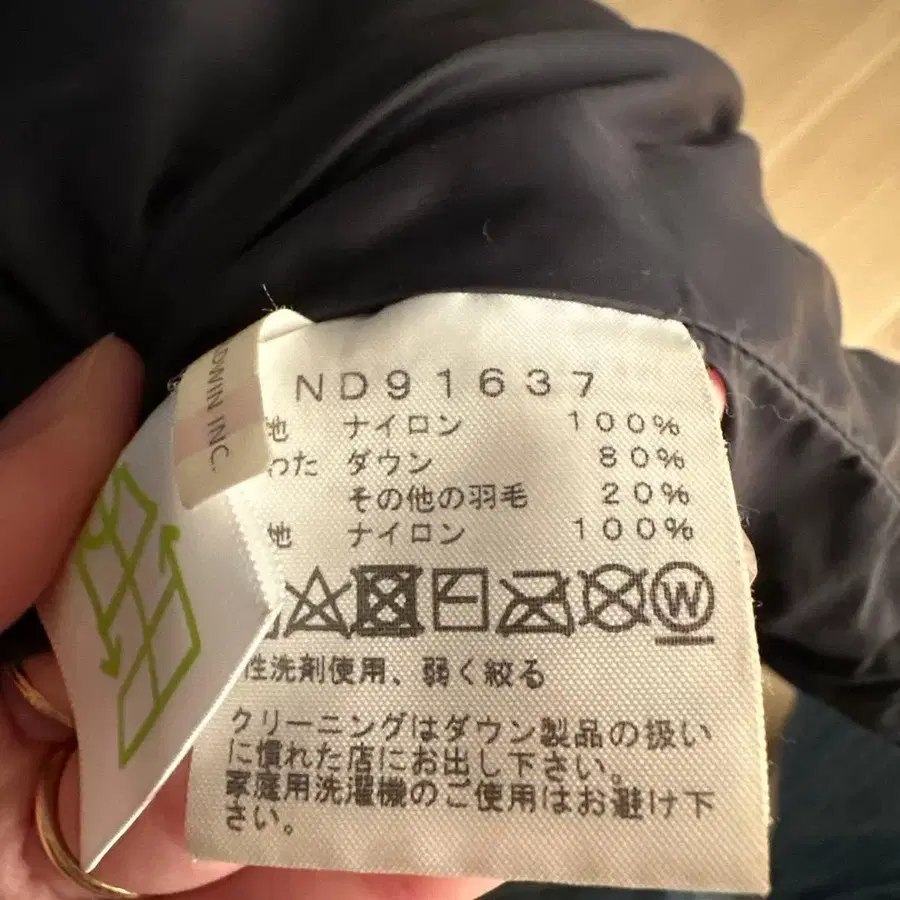 DWIN INC.
ND91637
地 ナイロン 100%
わた ダウン 80%
その他の羽毛 20%
地 ナイロン 100%
W
性洗剤使用、弱く絞る
クリーニングはダウン製品の扱い
に慣れた店にお出し下さい。
家庭用洗濯機のご使用はお避け下
さい。